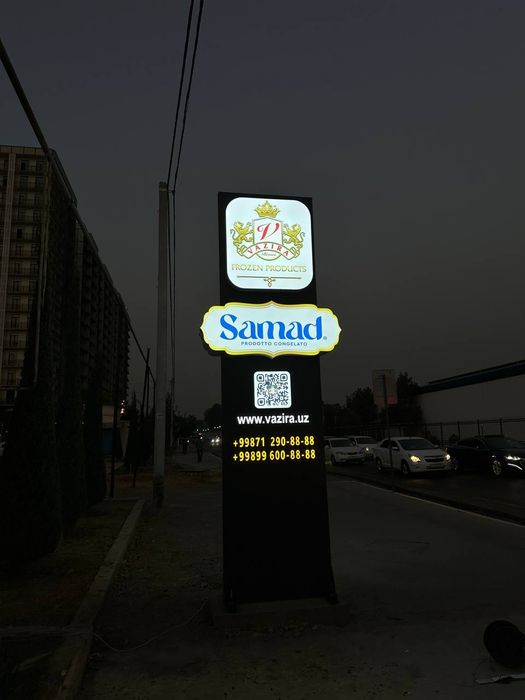 V
VAZIRA
FROZEN PRODUCTS
Samad®
PRODOTTO CONGELATO
www.vazira.uz
+99871 290-88-88
+99899 600-88-88